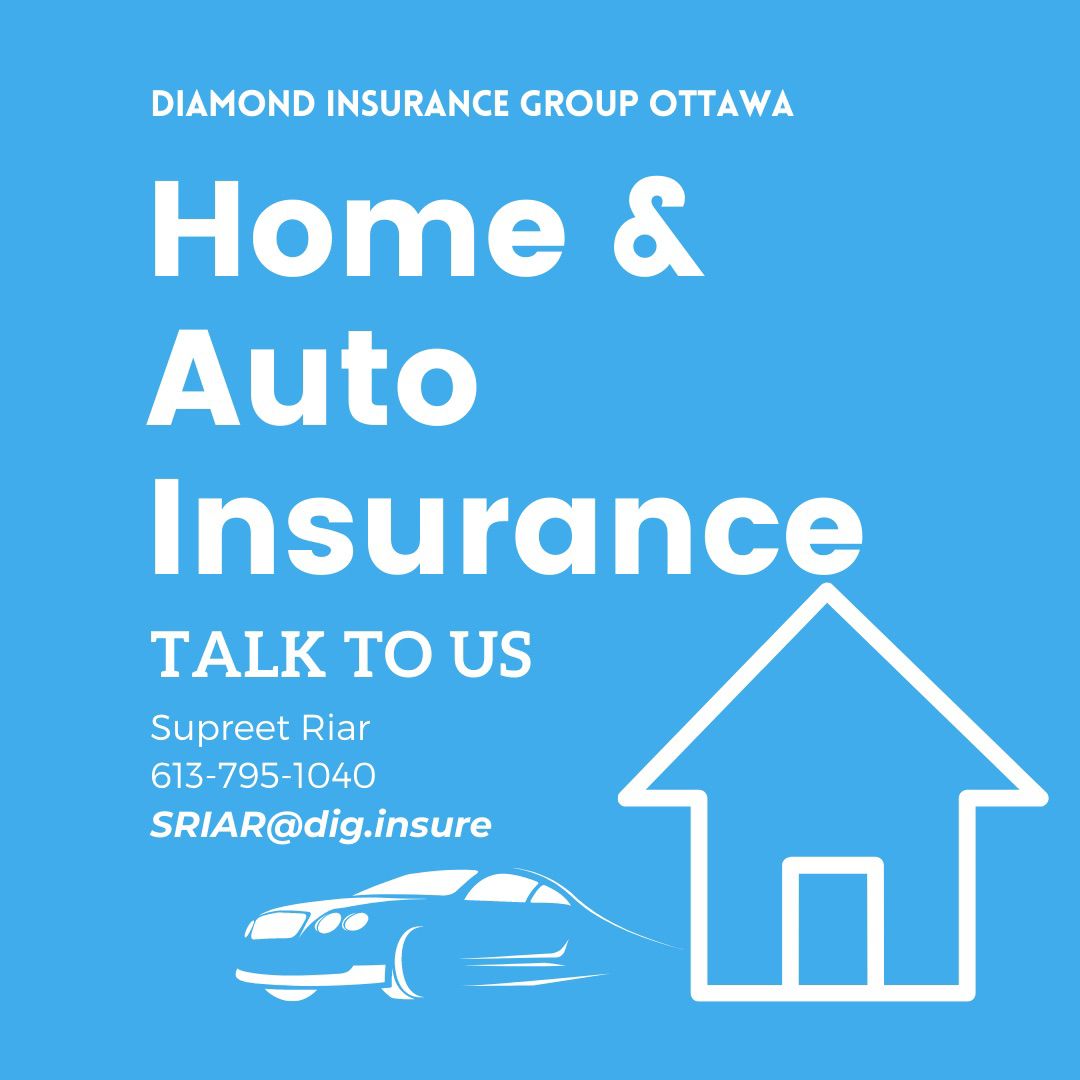 DIAMOND INSURANCE GROUP OTTAWA
Home &
Auto
Insurance
TALK TO US
Supreet Riar
613-795-1040
SRIAR@dig.insure